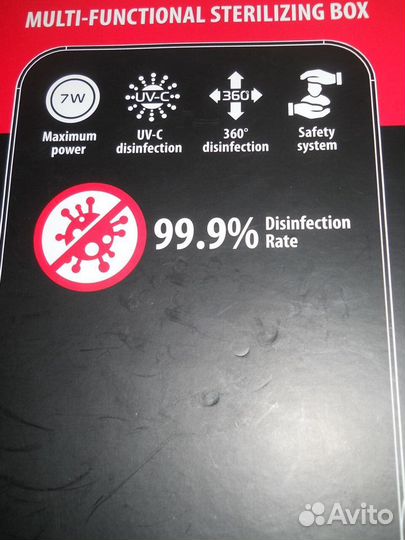 MULTI-FUNCTIONAL STERILIZING BOX
7W
UV-C
360°
Maximum
power
UV-C
disinfection
360°
disinfection
Safety
system
99.9%
Disinfection
Rate
Avito